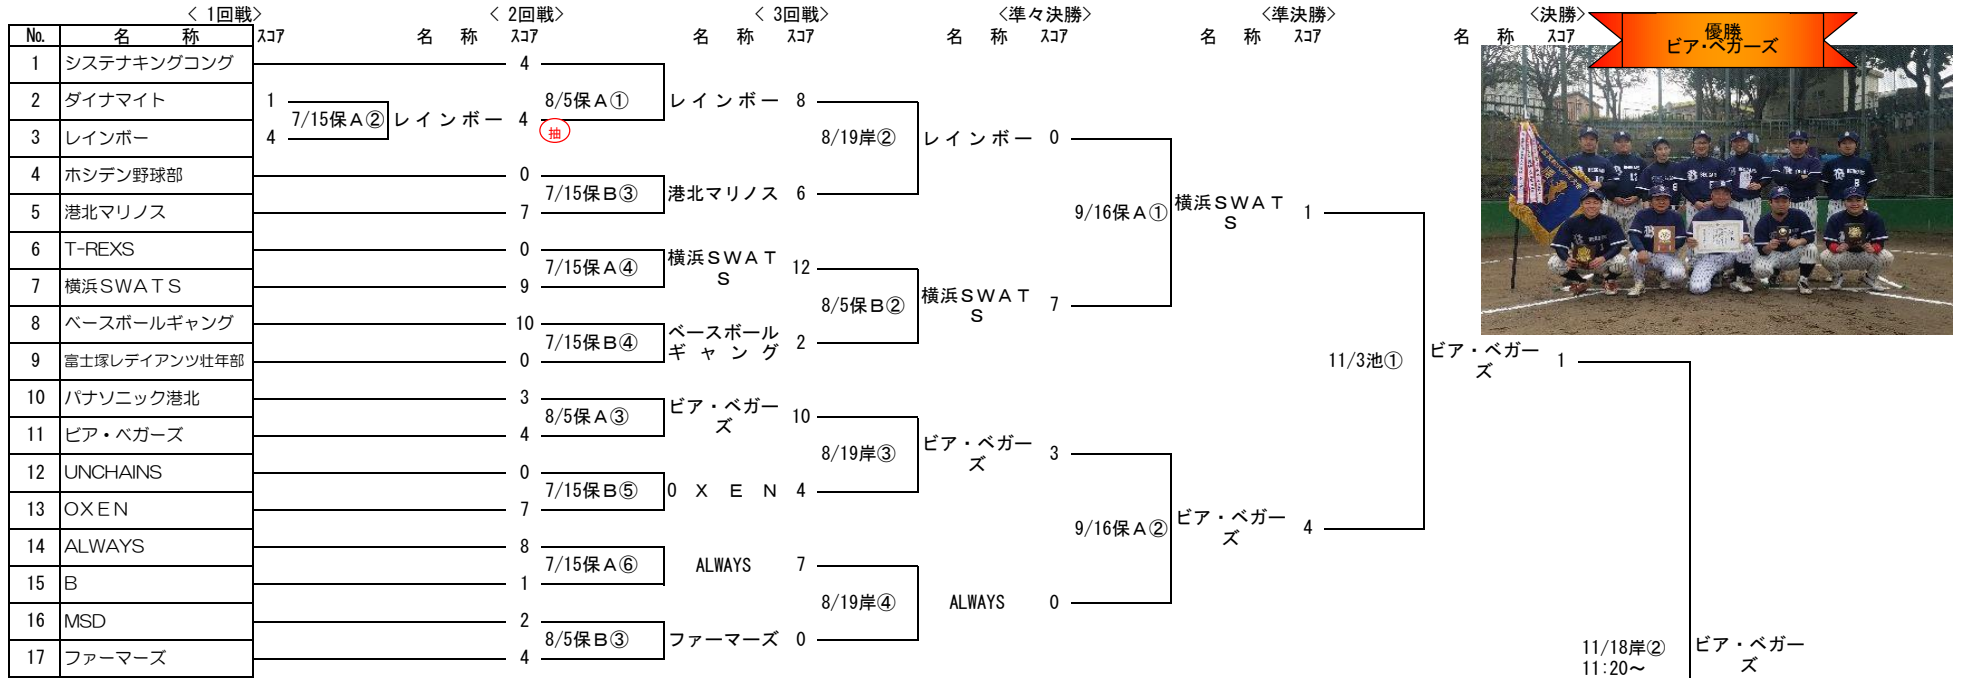 < 1回戦> < 2回戦> < 3回戦> <準々決勝> <準決勝> <決勝>
No. 名 称 ｽｺｱ 名 称 ｽｺｱ 名 称 ｽｺｱ 名 称 ｽｺｱ 名 称 ｽｺｱ 名 称 ｽｺｱ
優勝
ビア・ベガーズ
1 システナキングコング 4
2 ダイナマイト 1 8/5保A① レインボー 8
7/15保A② レインボー 4
抽
3 レインボー 4 8/19岸② レインボー 0
4 ホシデン野球部 0
7/15保B③ 港北マリノス 6
5 港北マリノス 7 9/16保A① 横浜SWAT
S 1
6 T-REXS 0
7/15保A④ 横浜SWAT
S 12
7 横浜SWATS 9 8/5保B② 横浜SWAT
S 7
8 ベースボールギャング 10
7/15保B④ ベースボール
ギャング 2
9 富士塚レデイアンツ壮年部 0 11/3池① ビア・ベガー
ズ 1
10 パナソニック港北 3
8/5保A③ ビア・ベガー
ズ 10
11 ビア・ベガーズ 4 8/19岸③ ビア・ベガー
ズ 3
12 UNCHAINS 0
7/15保B⑤ O X E N 4
13 OXEN 7 9/16保A② ビア・ベガー
ズ 4
14 ALWAYS 8
7/15保A⑥ ALWAYS 7
15 B 1 8/19岸④ ALWAYS 0
16 MSD 2
8/5保B③ ファーマーズ 0
17 ファーマーズ 4
11/18岸②
11:20～
ビア・ベガー
ズ